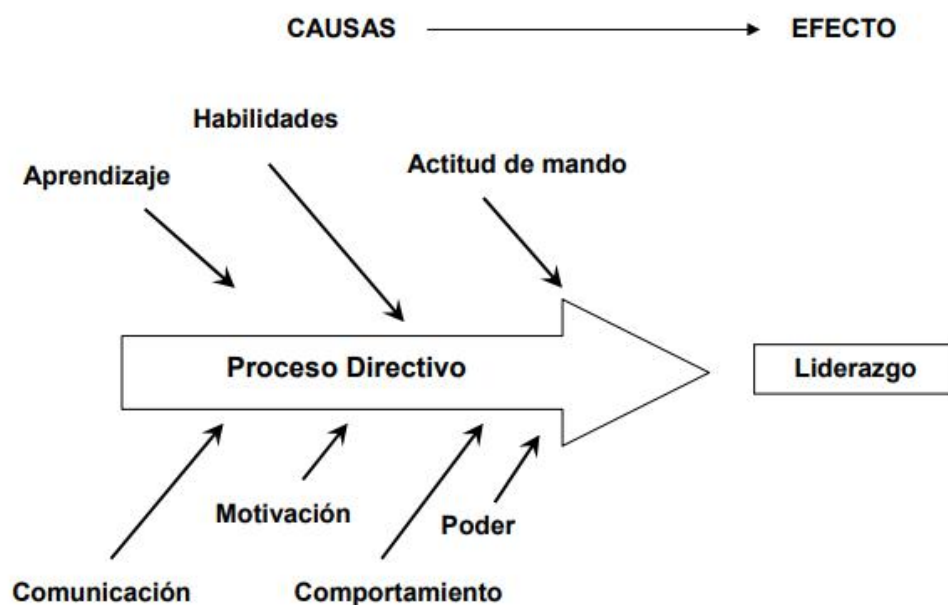 CAUSAS
EFECTO
Habilidades
Aprendizaje
Actitud de mando
Proceso Directivo
Liderazgo
Motivación
Poder
Comunicación
Comportamiento